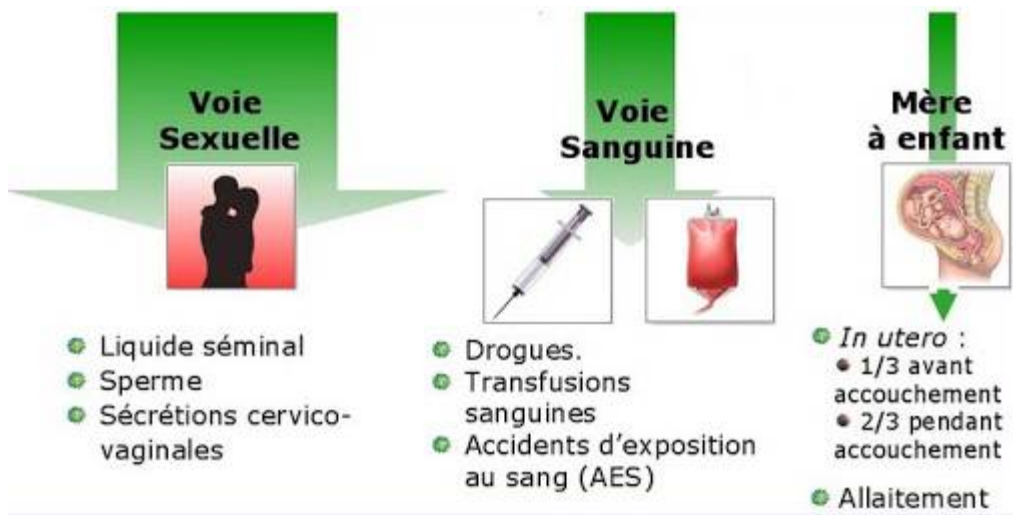 Voie
Sexuelle
Liquide séminal
Sperme
Sécrétions cervico-
vaginales
Voie
Sanguine
Drogues.
Transfusions
sanguines
Accidents d'exposition
au sang (AES)
Mère
à enfant
In utero :
1/3 avant
accouchement
2/3 pendant
accouchement
Allaitement